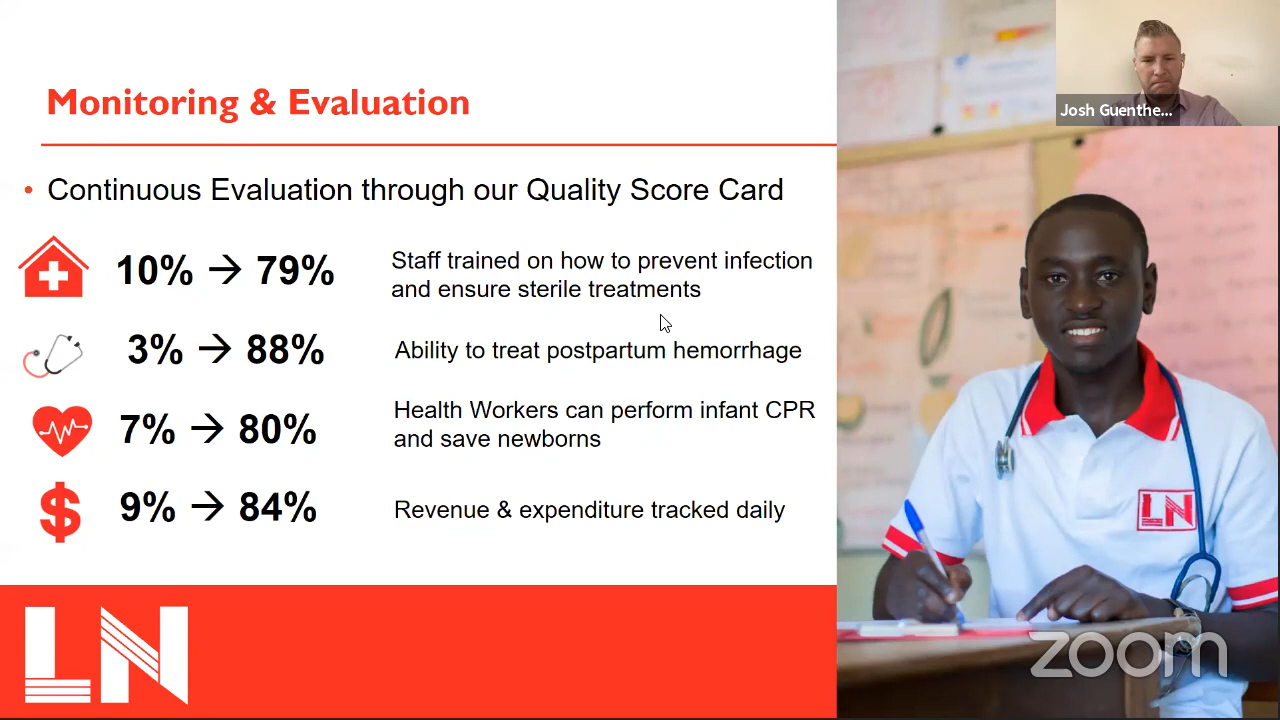 Monitoring & Evaluation
• Continuous Evaluation through our Quality Score Card
10% → 79%
Staff trained on how to prevent infection
and ensure sterile treatments
3% → 88%
Ability to treat postpartum hemorrhage
7% → 80%
Health Workers can perform infant CPR
and save newborns
9% → 84%
Revenue & expenditure tracked daily
LN
Josh Guenthe...
LN
zoom